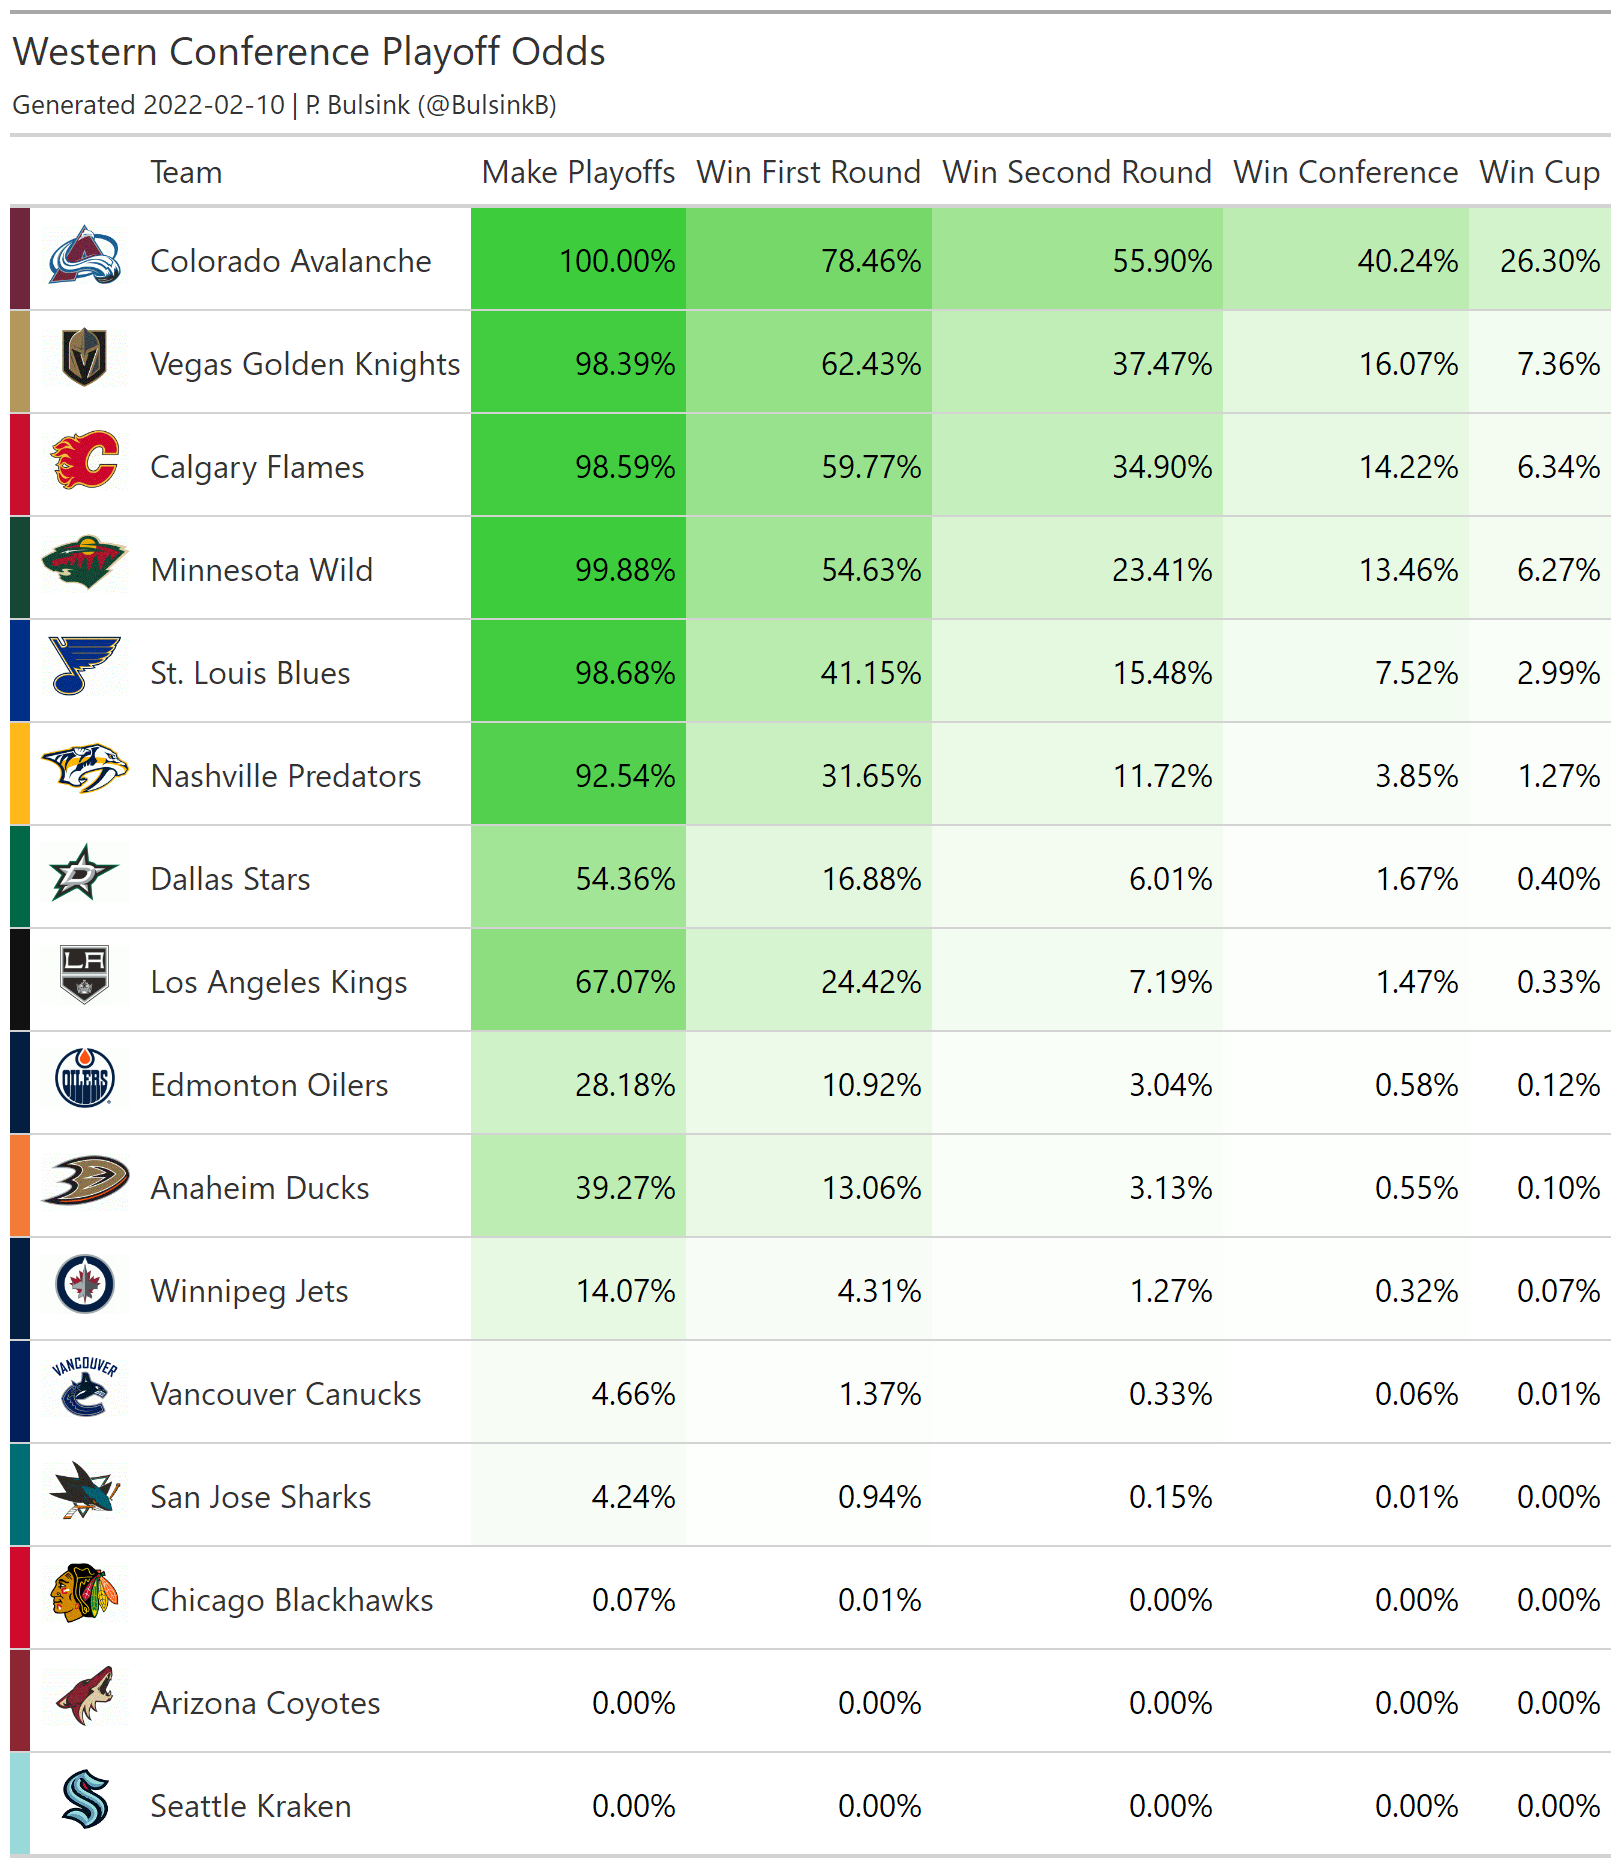 Western Conference Playoff Odds
Generated 2022-02-10 | P. Bulsink (@BulsinkB)
Team Make Playoffs Win First Round Win Second Round Win Conference Win Cup
Colorado Avalanche 100.00% 78.46% 55.90% 40.24% 26.30%
Vegas Golden Knights 98.39% 62.43% 37.47% 16.07% 7.36%
Calgary Flames 98.59% 59.77% 34.90% 14.22% 6.34%
Minnesota Wild 99.88% 54.63% 23.41% 13.46% 6.27%
St. Louis Blues 98.68% 41.15% 15.48% 7.52% 2.99%
Nashville Predators 92.54% 31.65% 11.72% 3.85% 1.27%
Dallas Stars 54.36% 16.88% 6.01% 1.67% 0.40%
LA
Los Angeles Kings 67.07% 24.42% 7.19% 1.47% 0.33%
OILERS
Edmonton Oilers 28.18% 10.92% 3.04% 0.58% 0.12%
Anaheim Ducks 39.27% 13.06% 3.13% 0.55% 0.10%
Winnipeg Jets 14.07% 4.31% 1.27% 0.32% 0.07%
VANCOUVER
Vancouver Canucks 4.66% 1.37% 0.33% 0.06% 0.01%
San Jose Sharks 4.24% 0.94% 0.15% 0.01% 0.00%
Chicago Blackhawks 0.07% 0.01% 0.00% 0.00% 0.00%
Arizona Coyotes 0.00% 0.00% 0.00% 0.00% 0.00%
Seattle Kraken 0.00% 0.00% 0.00% 0.00% 0.00%